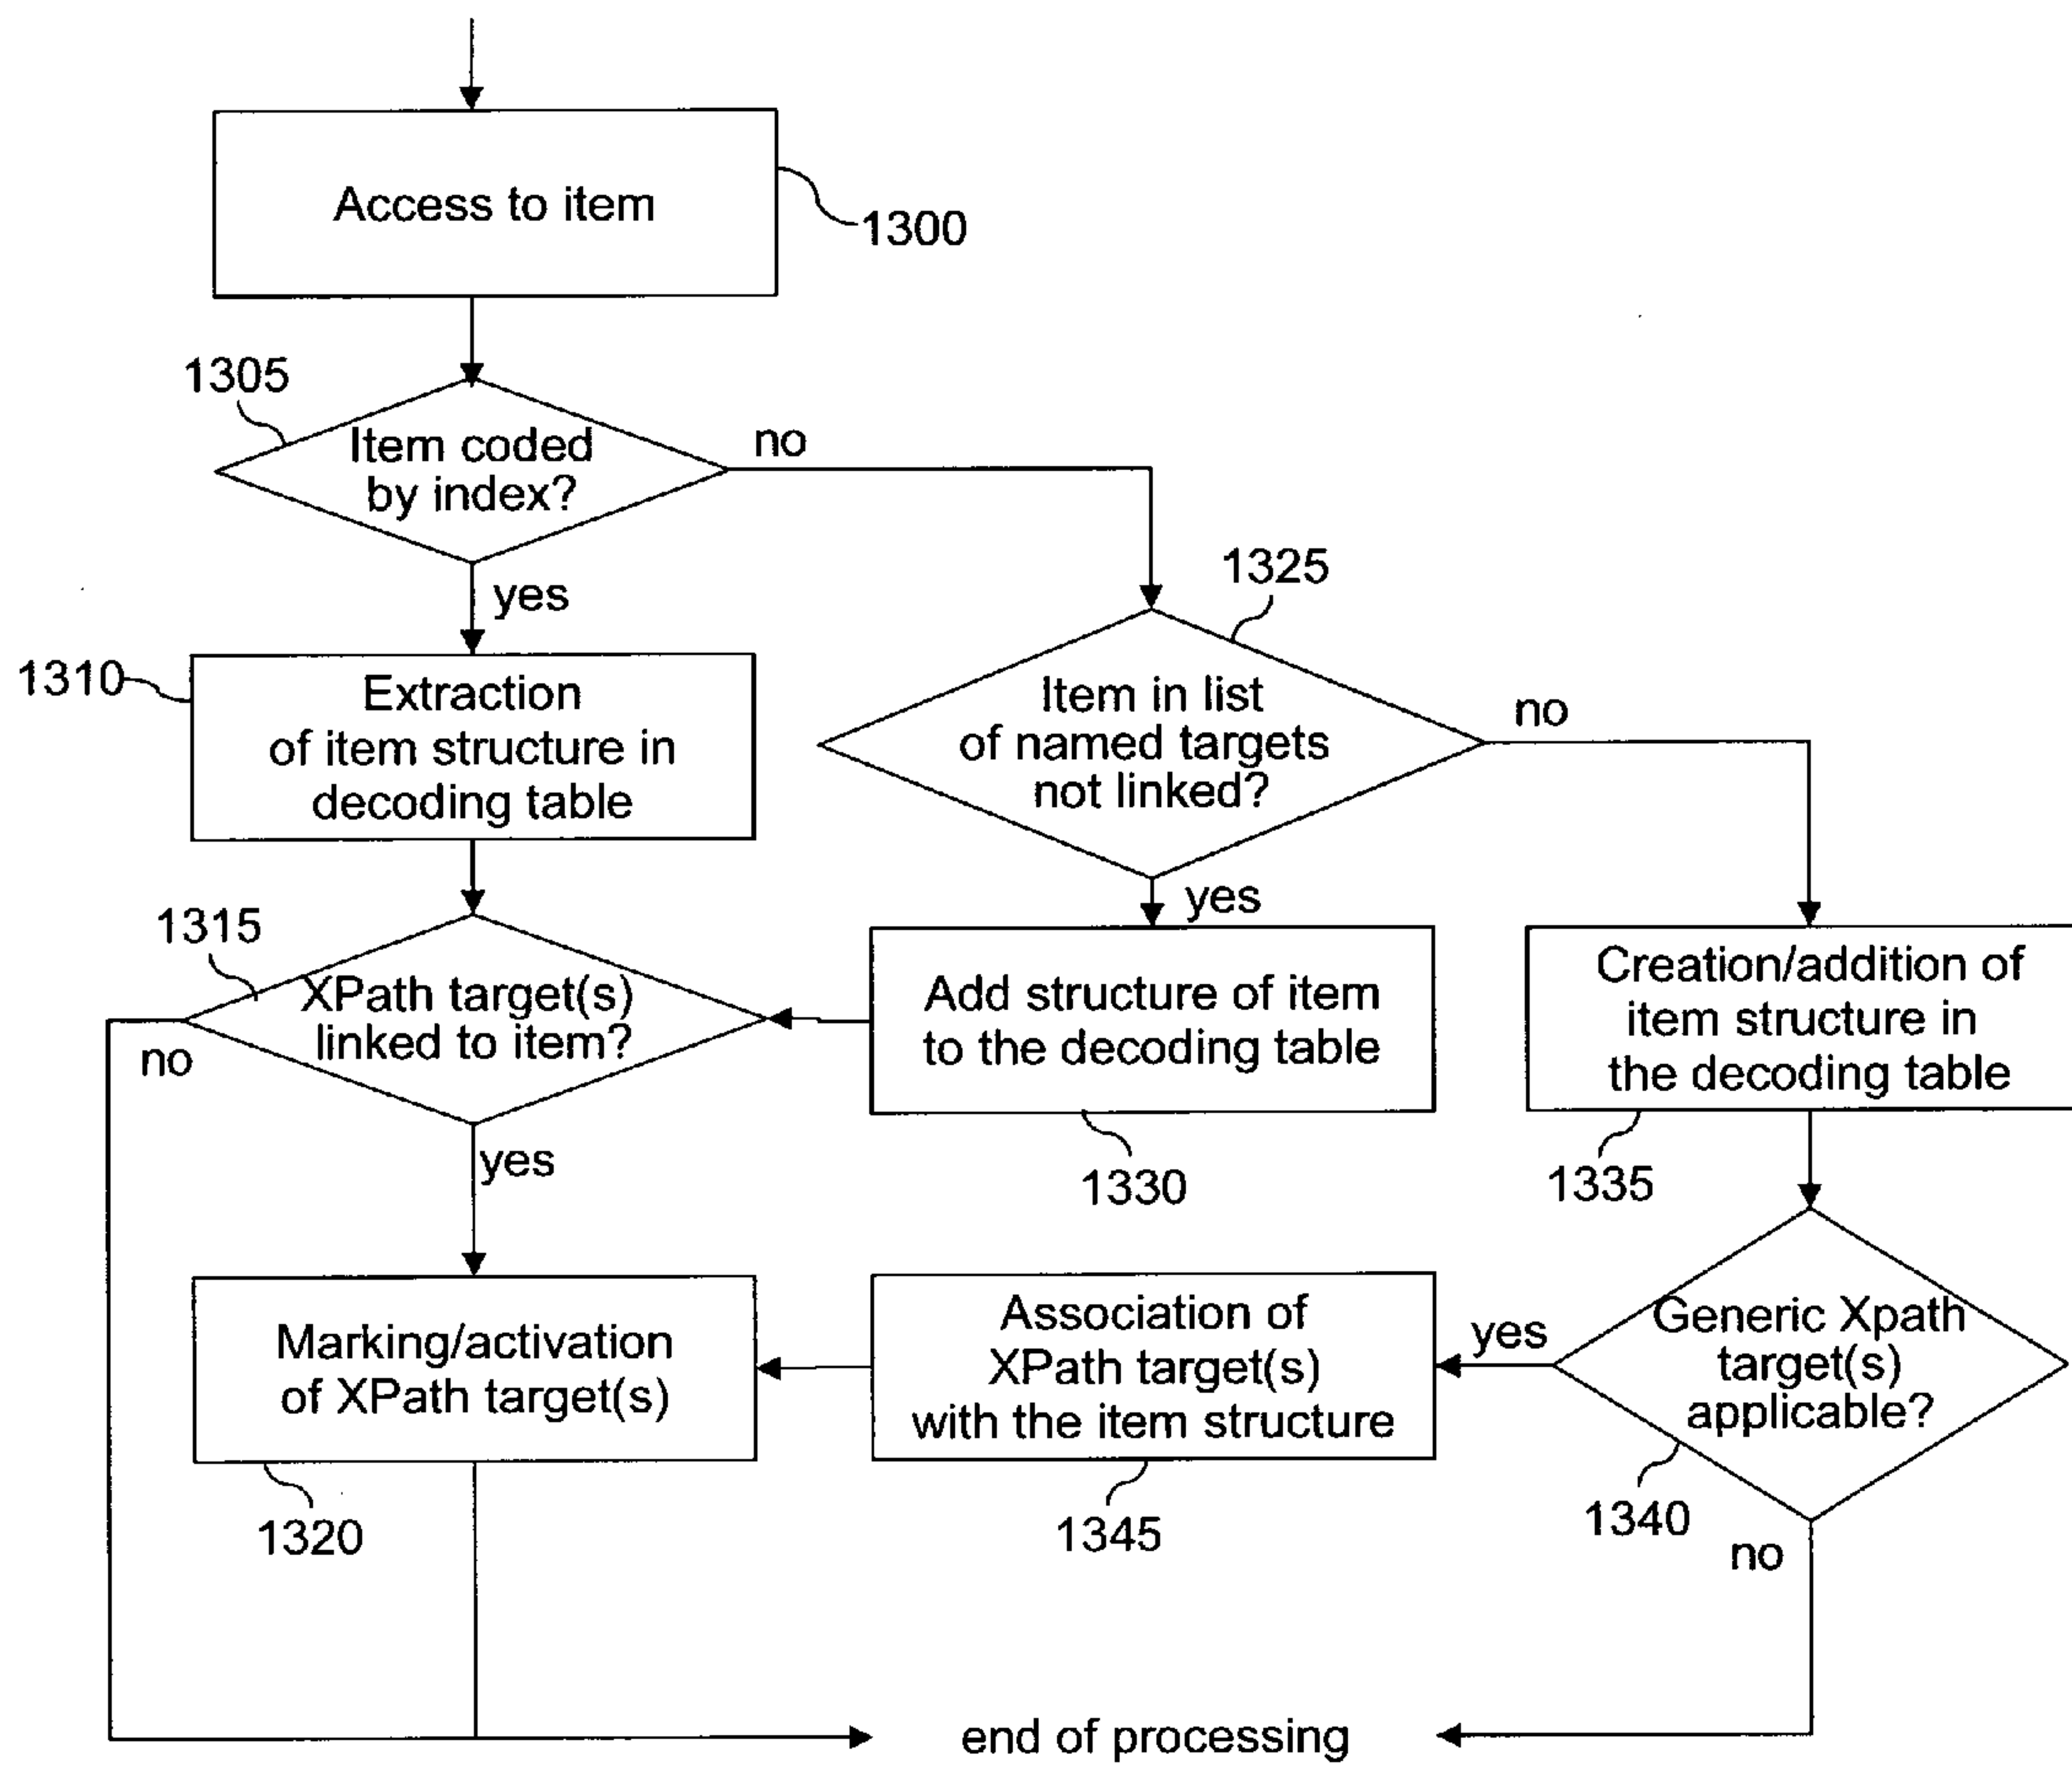 Access to item
1300
1305
Item coded
by index?
no
yes
1325
1310
Extraction
of item structure in
decoding table
Item in list
of named targets
not linked?
no
yes
1315
XPath target(s)
linked to item?
no
yes
Add structure of item
to the decoding table
1330
Creation/addition of
item structure in
the decoding table
1335
Marking/activation
of XPath target(s)
1320
Association of
XPath target(s)
with the item structure
1345
yes
Generic Xpath
target(s)
applicable?
1340
no
end of processing